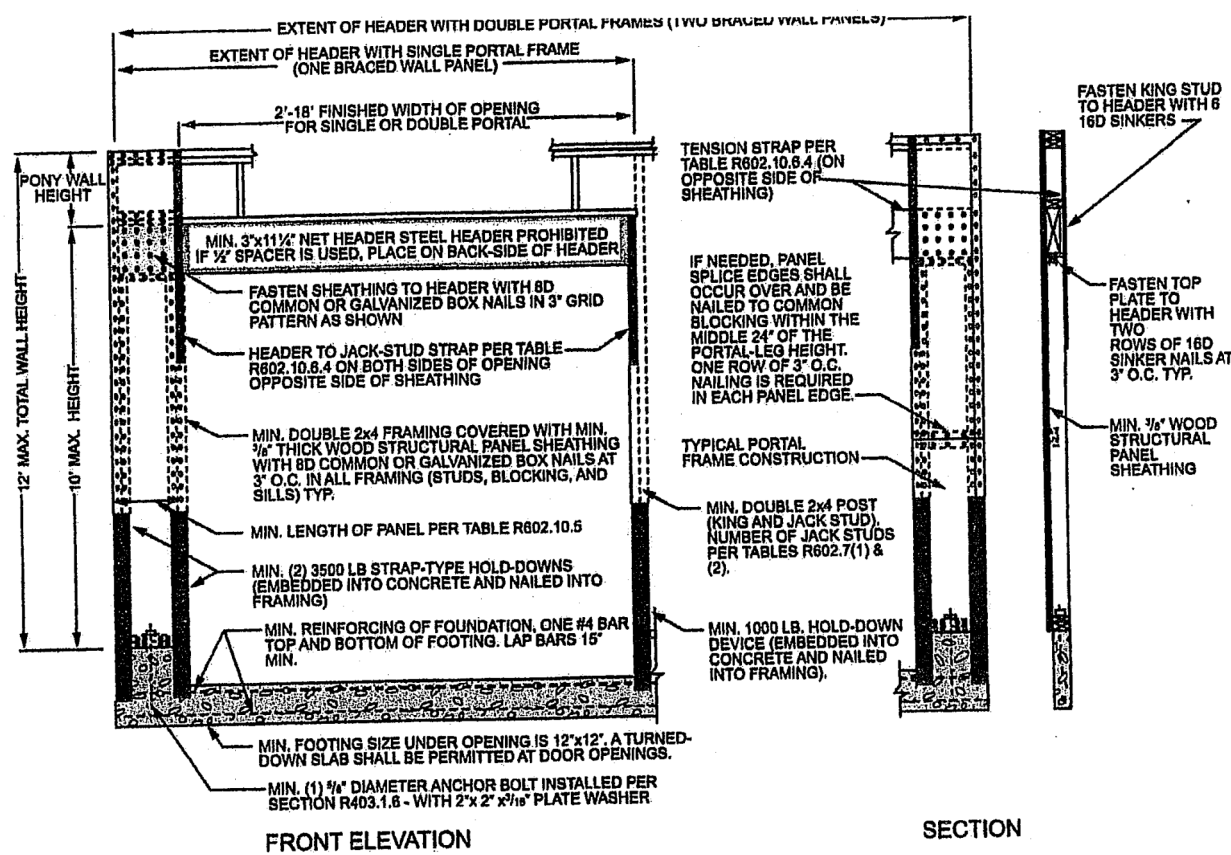 EXTENT OF HEADER WITH DOUBLE PORTAL FRAMES (TWO BRACED WALL PANELS)
EXTENT OF HEADER WITH SINGLE PORTAL FRAME
(ONE BRACED WALL PANEL)
2'-18' FINISHED WIDTH OF OPENING
FOR SINGLE OR DOUBLE PORTAL
PONY WALL
HEIGHT
12' MAX. TOTAL WALL HEIGHT
10' MAX. HEIGHT
MIN. 3"x11¼" NET HEADER STEEL HEADER PROHIBITED
IF ½" SPACER IS USED, PLACE ON BACK-SIDE OF HEADER
FASTEN SHEATHING TO HEADER WITH 8D
COMMON OR GALVANIZED BOX NAILS IN 3" GRID
PATTERN AS SHOWN
HEADER TO JACK-STUD STRAP PER TABLE
R602.10.6.4 ON BOTH SIDES OF OPENING
OPPOSITE SIDE OF SHEATHING
MIN. DOUBLE 2x4 FRAMING COVERED WITH MIN.
3/8" THICK WOOD STRUCTURAL PANEL SHEATHING
WITH 8D COMMON OR GALVANIZED BOX NAILS AT
3" O.C. IN ALL FRAMING (STUDS, BLOCKING, AND
SILLS) TYP.
MIN. LENGTH OF PANEL PER TABLE R602.10.5
MIN. (2) 3500 LB STRAP-TYPE HOLD-DOWNS
(EMBEDDED INTO CONCRETE AND NAILED INTO
FRAMING)
MIN. REINFORCING OF FOUNDATION, ONE #4 BAR
TOP AND BOTTOM OF FOOTING. LAP BARS 15"
MIN.
MIN. FOOTING SIZE UNDER OPENING IS 12"x12". A TURNED-
DOWN SLAB SHALL BE PERMITTED AT DOOR OPENINGS.
MIN. (1) 5/8" DIAMETER ANCHOR BOLT INSTALLED PER
SECTION R403.1.6 - WITH 2"x 2" x3/16" PLATE WASHER
FRONT ELEVATION
TENSION STRAP PER
TABLE R602.10.6.4 (ON
OPPOSITE SIDE OF
SHEATHING)
IF NEEDED, PANEL
SPLICE EDGES SHALL
OCCUR OVER AND BE
NAILED TO COMMON
BLOCKING WITHIN THE
MIDDLE 24" OF THE
PORTAL-LEG HEIGHT.
ONE ROW OF 3" O.C.
NAILING IS REQUIRED
IN EACH PANEL EDGE.
TYPICAL PORTAL
FRAME CONSTRUCTION
MIN. DOUBLE 2x4 POST
(KING AND JACK STUD).
NUMBER OF JACK STUDS
PER TABLES R602.7(1) &
(2).
MIN. 1000 LB. HOLD-DOWN
DEVICE (EMBEDDED INTO
CONCRETE AND NAILED
INTO FRAMING).
FASTEN KING STUD
TO HEADER WITH 6
16D SINKERS
FASTEN TOP
PLATE TO
HEADER WITH
TWO
ROWS OF 16D
SINKER NAILS AT
3" O.C. TYP.
MIN. 3/8" WOOD
STRUCTURAL
PANEL
SHEATHING
SECTION